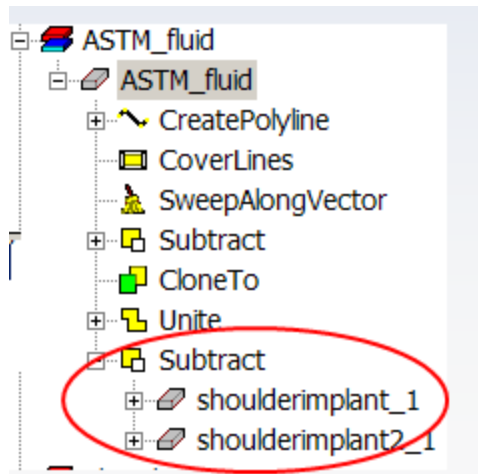 ASTM_fluid
ASTM_fluid
CreatePolyline
CoverLines
SweepAlongVector
Subtract
CloneTo
Unite
Subtract
shoulderimplant_1
shoulderimplant2_1